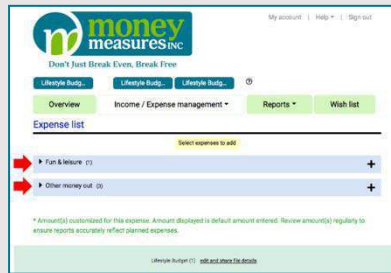 My account | Help | Sign out
money
measures INC
Don't Just Break Even, Break Free
Lifestyle Budg... Lifestyle Budg... Lifestyle Budg...
Overview Income / Expense management Reports Wish list
Expense list
Select expenses to add
Fun & leisure (1) +
Other money out (3) +
* Amount(s) customized for this expense. Amount displayed is default amount entered. Review amount(s) regularly to
ensure reports accurately reflect planned expenses.
Lifestyle Budget (1) edit and share file details